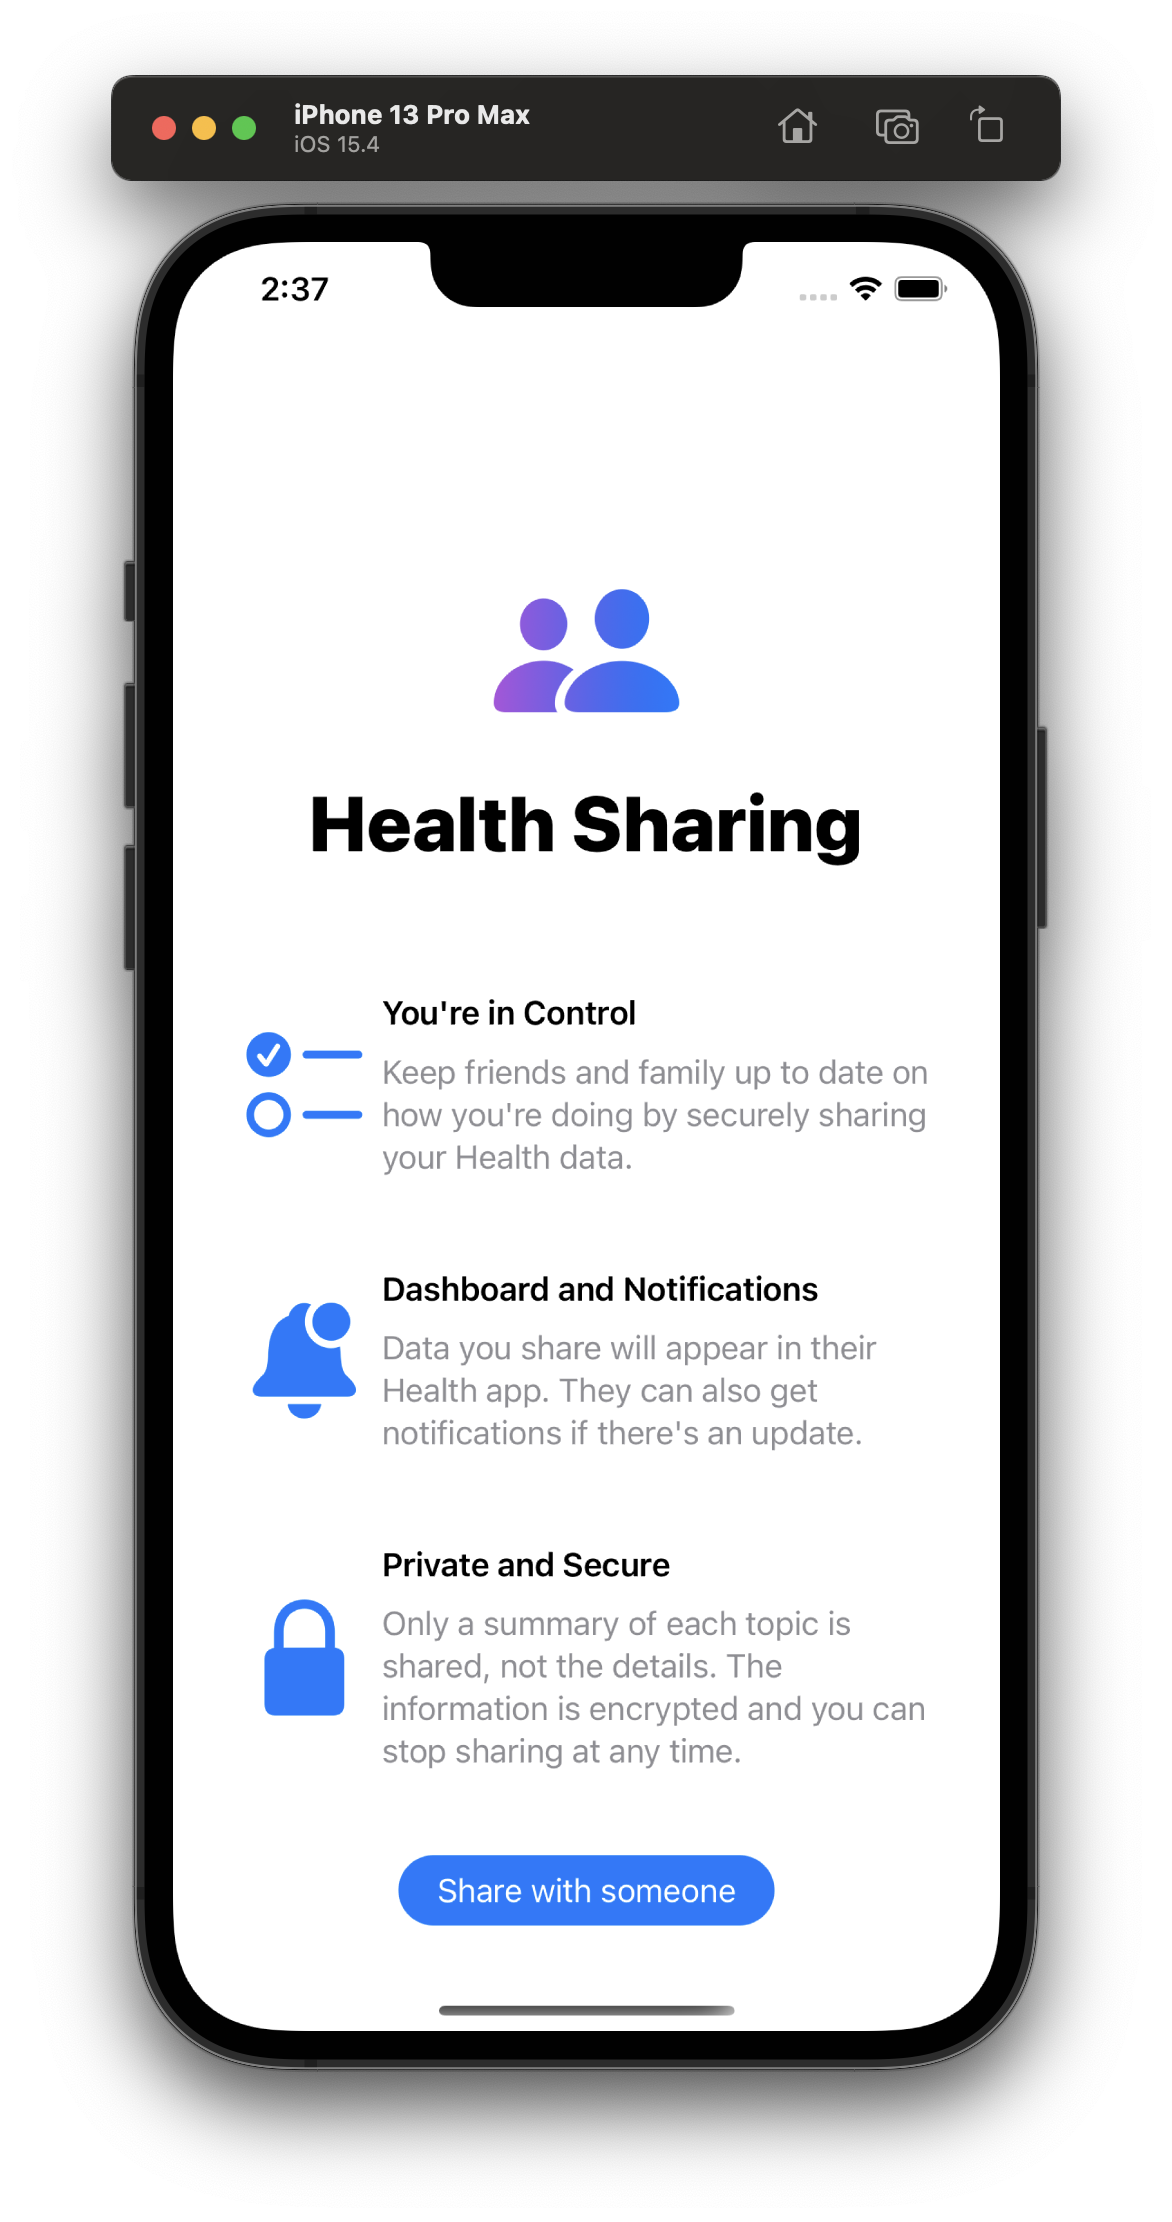 iPhone 13 Pro Max
iOS 15.4
2:37
Health Sharing
You're in Control
Keep friends and family up to date on
how you're doing by securely sharing
your Health data.
Dashboard and Notifications
Data you share will appear in their
Health app. They can also get
notifications if there's an update.
Private and Secure
Only a summary of each topic is
shared, not the details. The
information is encrypted and you can
stop sharing at any time.
Share with someone